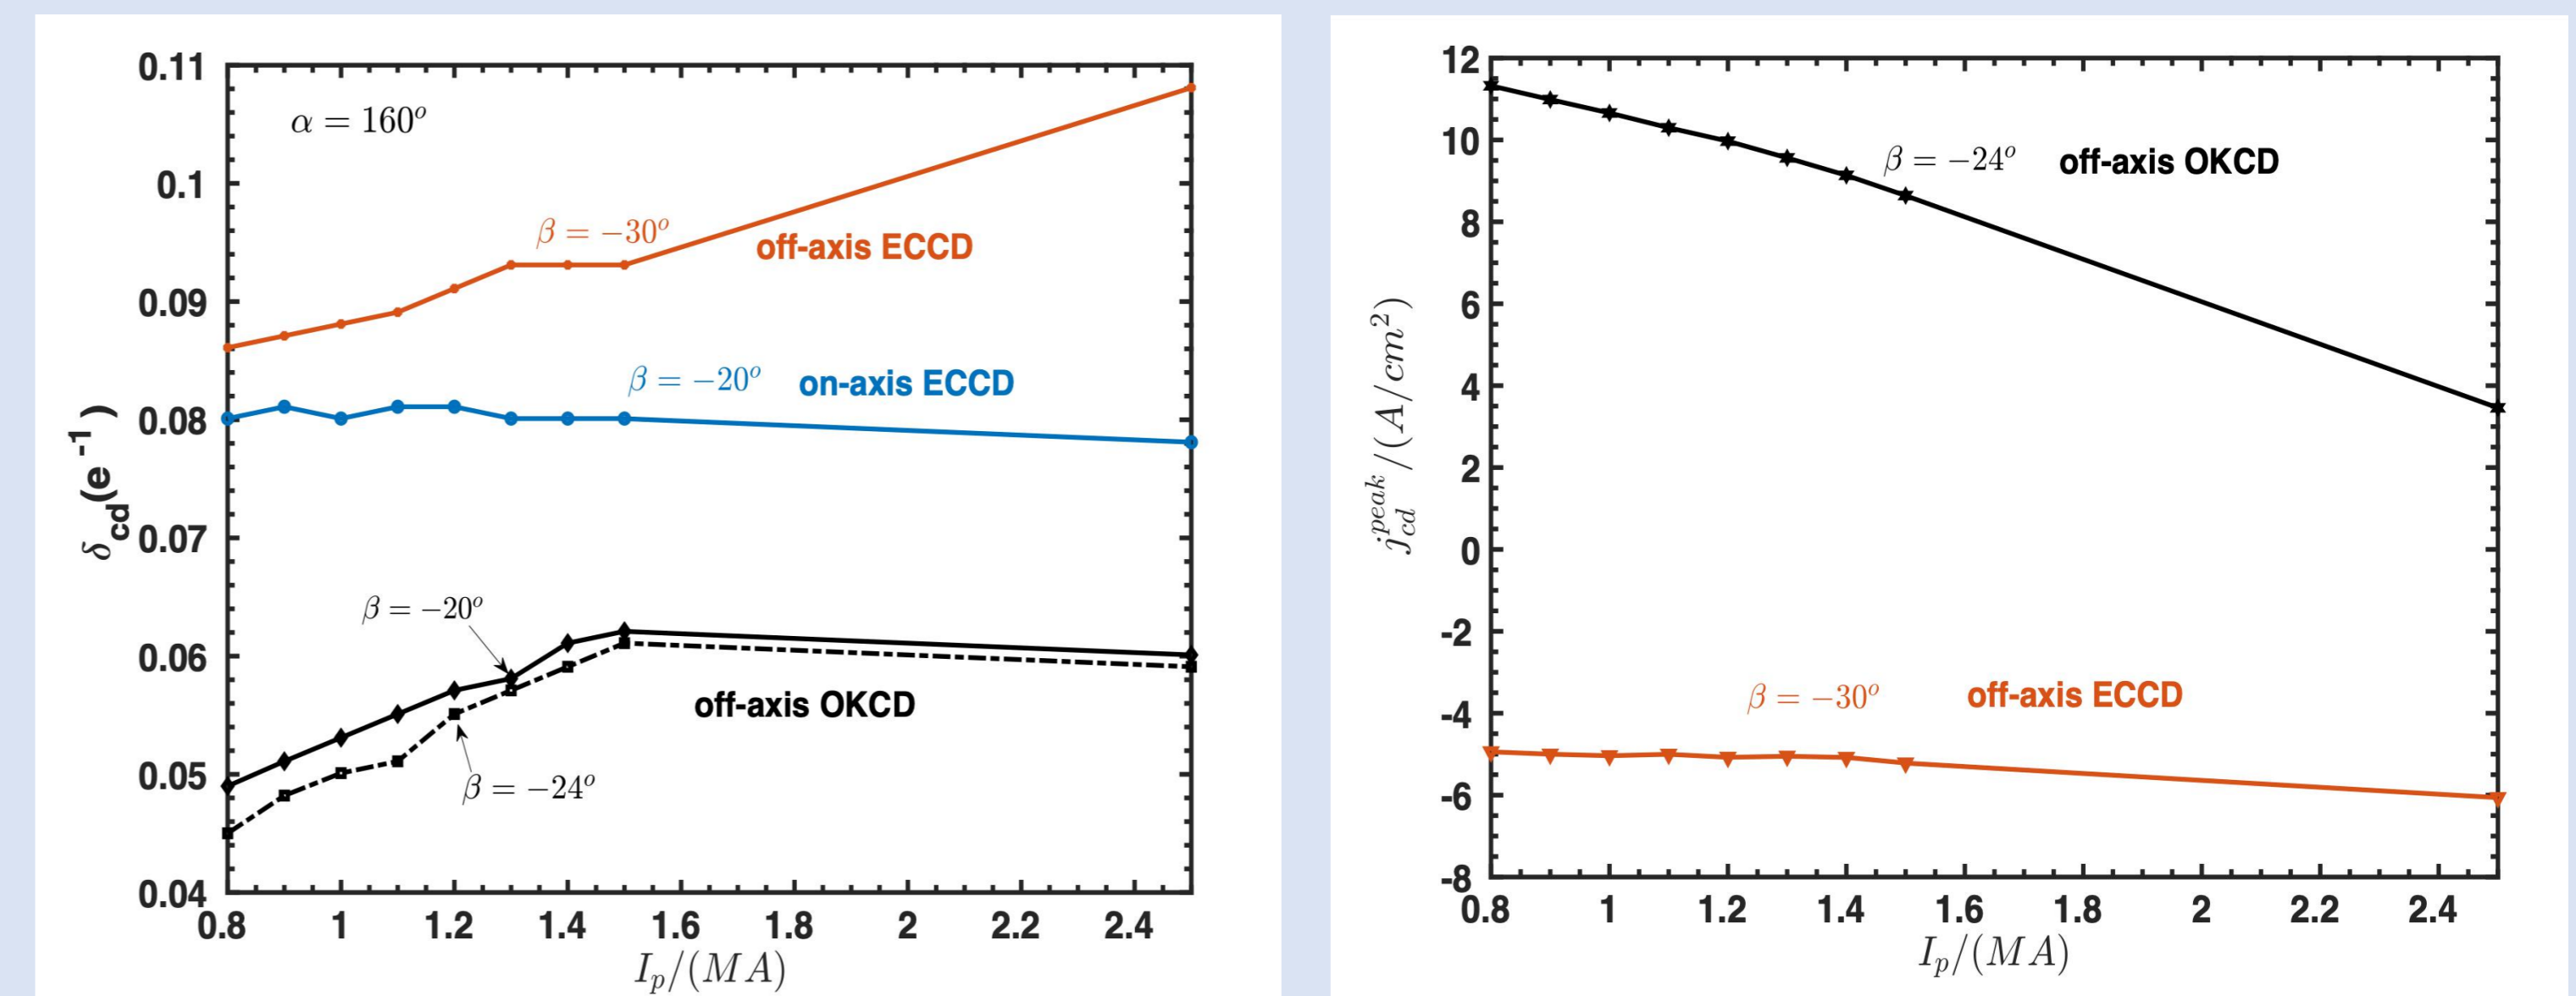 0.11
α = 160°
0.1
β = −30° off-axis ECCD
0.09
β = −20° on-axis ECCD
0.08
δcd(e -1)
0.07
β = −20°
0.06
off-axis OKCD
0.05
β = −24°
0.04
0.8 1 1.2 1.4 1.6 1.8 2 2.2 2.4
Ip/(MA)
12
10
β = −24° off-axis OKCD
8
6
j peak cd /(A/cm²)
4
2
0
-2
β = −30° off-axis ECCD
-4
-6
-8
0.8 1 1.2 1.4 1.6 1.8 2 2.2 2.4
Ip/(MA)